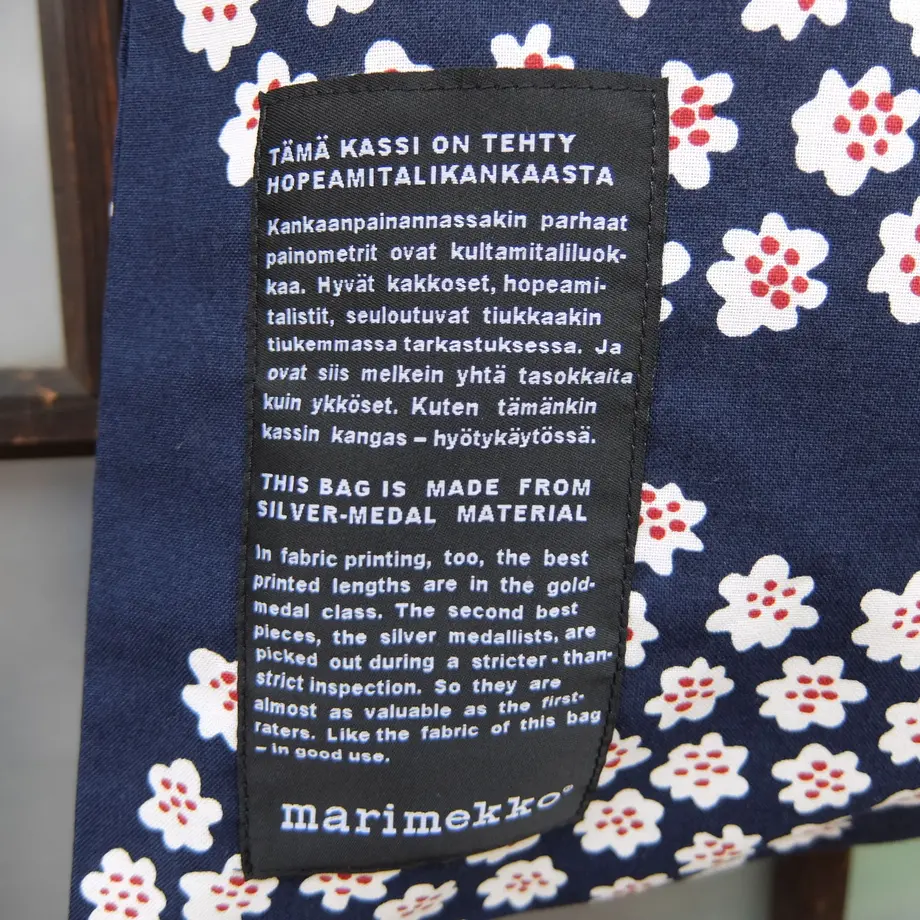 TÄMÄ KASSI ON TEHTY
HOPEAMITALIKANKAASTA
Kankaanpainannassakin parhaat
painometrit ovat kultamitaliluok-
kaa. Hyvät kakkoset, hopeami-
talistit, seuloutuvat tiukkaakin
tiukemmassa tarkastuksessa. Ja
ovat siis melkein yhtä tasokkaita
kuin ykköset. Kuten tämänkin
kassin kangas – hyötykäytössä.
THIS BAG IS MADE FROM
SILVER-MEDAL MATERIAL
In fabric printing, too, the best
printed lengths are in the gold-
medal class. The second best
pieces, the silver medallists, are
picked out during a stricter-than-
strict inspection. So they are
almost as valuable as the first-
raters. Like the fabric of this bag
– in good use.
marimekko®